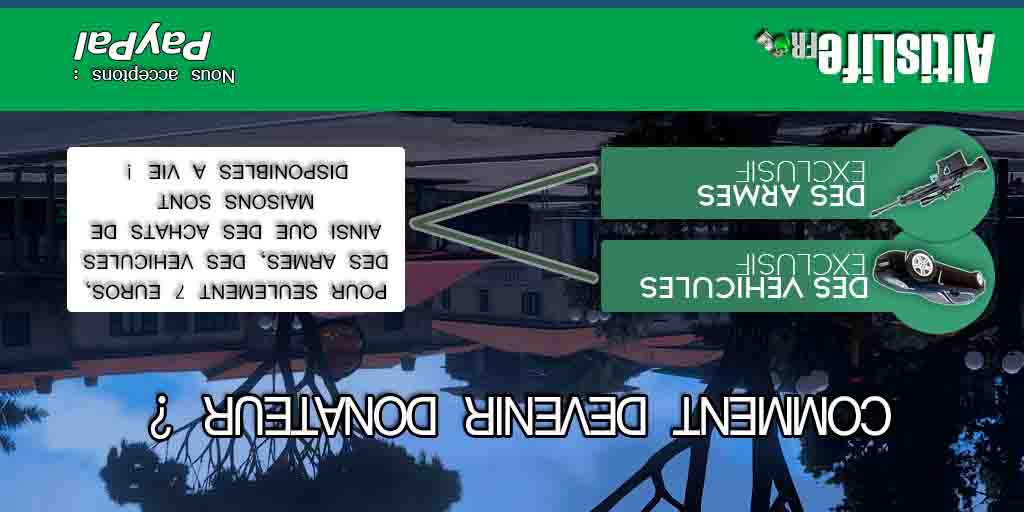 COMMENT DEVENIR DONATEUR ?
DES VEHICULES
EXCLUSIF
DES ARMES
EXCLUSIF
POUR SEULEMENT 7 EUROS,
DES ARMES, DES VEHICULES
AINSI QUE DES ACHATS DE
MAISONS SONT
DISPONIBLES A VIE !
AltisLifeFR
Nous acceptons :
PayPal